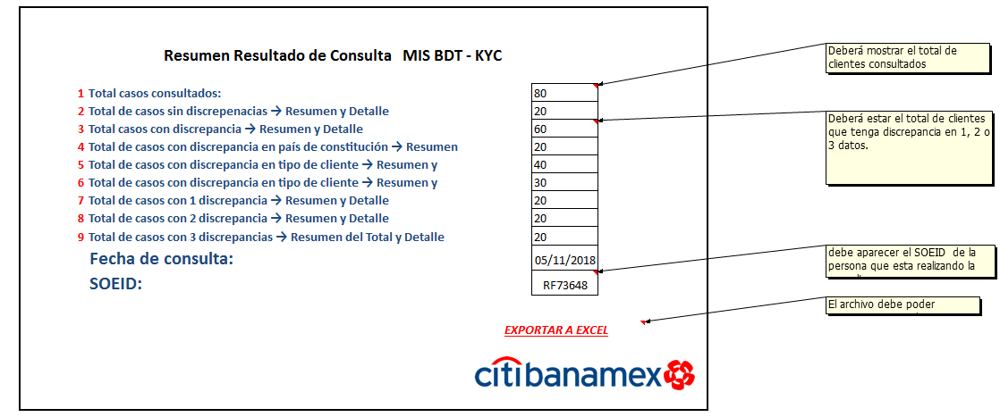 Resumen Resultado de Consulta MIS BDT - KYC
1 Total casos consultados:
80
2 Total de casos sin discrepenacias → Resumen y Detalle
20
3 Total casos con discrepancia → Resumen y Detalle
60
4 Total de casos con discrepancia en país de constitución → Resumen
20
5 Total de casos con discrepancia en tipo de cliente → Resumen y
40
6 Total de casos con discrepancia en tipo de cliente → Resumen y
30
7 Total de casos con 1 discrepancia → Resumen y Detalle
20
8 Total de casos con 2 discrepancia → Resumen y Detalle
20
9 Total de casos con 3 discrepancias → Resumen del Total y Detalle
20
Fecha de consulta:
05/11/2018
SOEID:
RF73648
EXPORTAR A EXCEL
citibanamex
Deberá mostrar el total de
clientes consultados
Deberá estar el total de clientes
que tenga discrepancia en 1, 2 o
3 datos.
debe aparecer el SOEID de la
persona que esta realizando la
El archivo debe poder